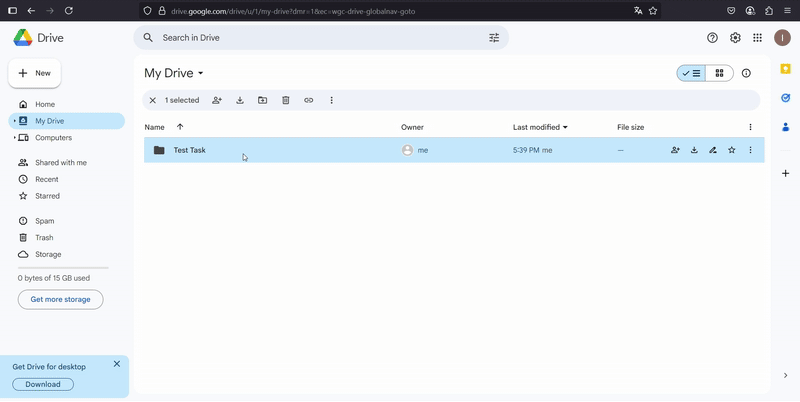 drive.google.com/drive/u/1/my-drive?dmr=1&ec=wgc-drive-globalnav-goto
Drive
Search in Drive
I
New
My Drive
1 selected
Home
My Drive
Computers
Shared with me
Recent
Starred
Spam
Trash
Storage
0 bytes of 15 GB used
Get more storage
Name
Owner
Last modified
File size
Test Task
me
5:39 PM me
—
Get Drive for desktop
Download